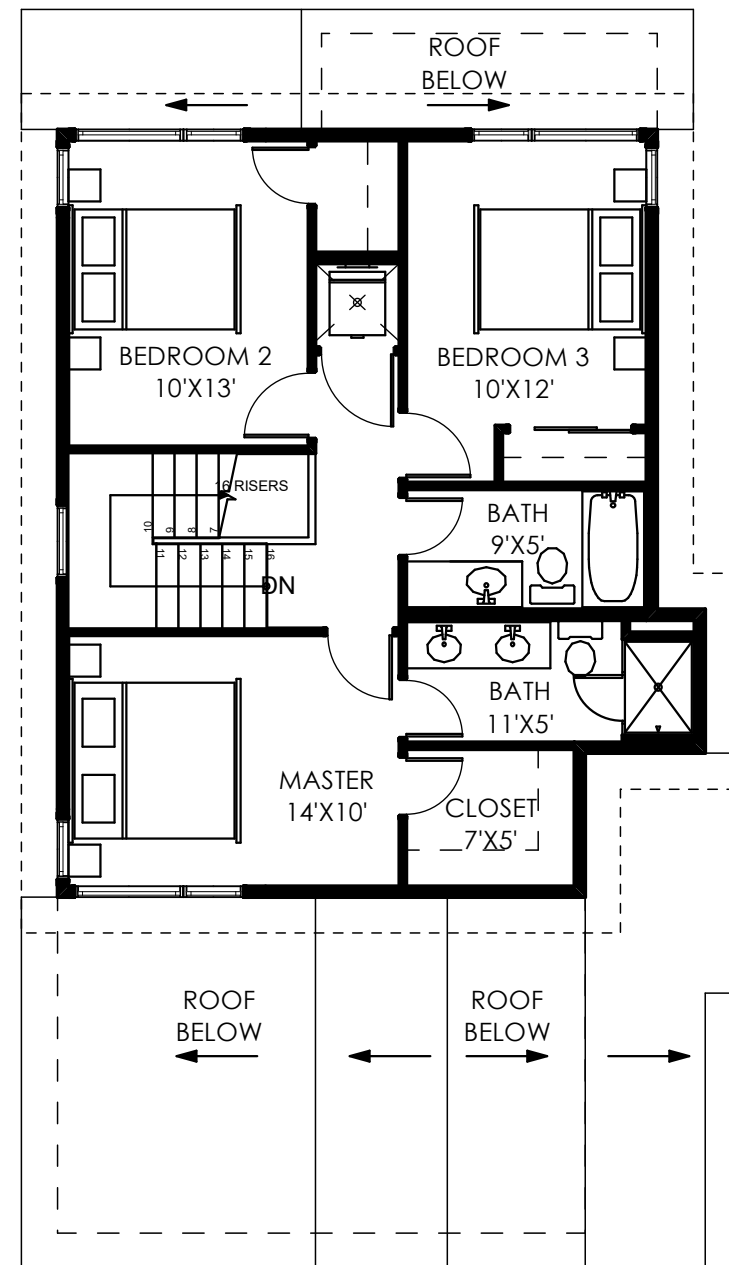 ROOF
BELOW
BEDROOM 2
10'X13'
BEDROOM 3
10'X12'
16 RISERS
10
9
8
7
11
12
13
14
15
16
DN
BATH
9'X5'
BATH
11'X5'
MASTER
14'X10'
CLOSET
7'X5'
ROOF
BELOW
ROOF
BELOW